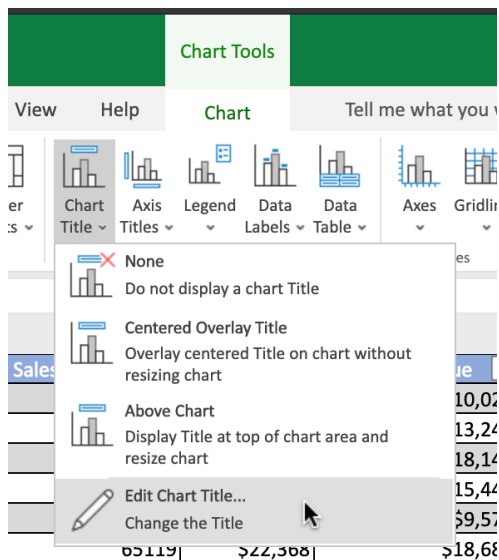 Chart Tools
View Help Chart Tell me what you
Chart Axis Legend Data Data Axes
Title Titles Labels Table
None
Do not display a chart Title
Centered Overlay Title
Overlay centered Title on chart without
resizing chart
Above Chart
Display Title at top of chart area and
resize chart
Edit Chart Title...
Change the Title
Sales
65119 $22,368